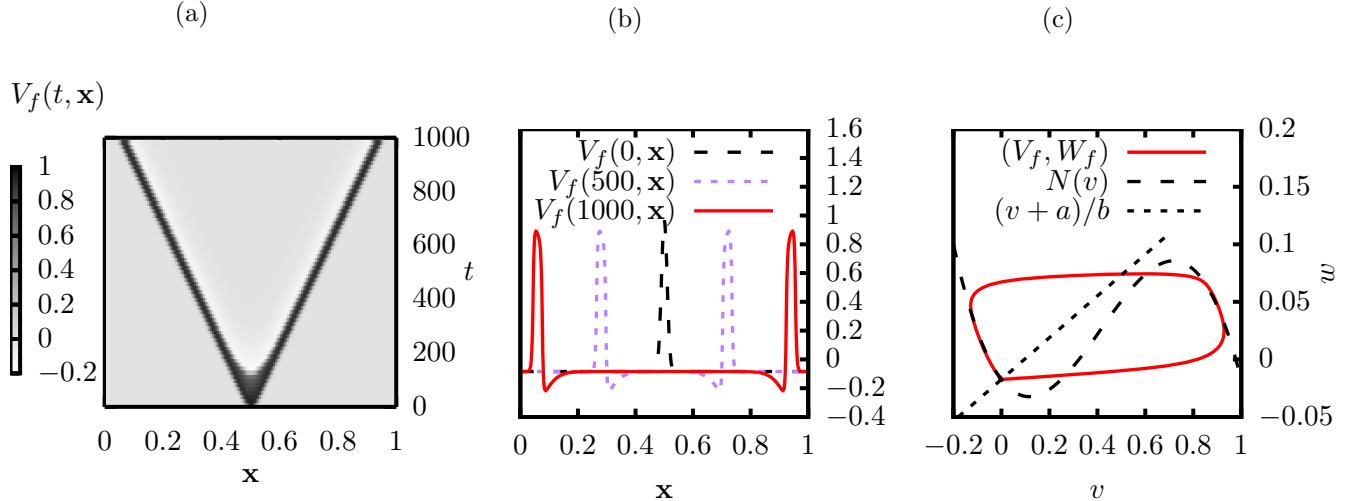 (a)
(b)
(c)
V_f(t, x)
1
0.8
0.6
0.4
0.2
0
−0.2
1000
800
600
400
200
0
t
0 0.2 0.4 0.6 0.8 1
x
V_f(0, x)
V_f(500, x)
V_f(1000, x)
1.6
1.4
1.2
1
0.8
0.6
0.4
0.2
0
−0.2
−0.4
0 0.2 0.4 0.6 0.8 1
x
(V_f, W_f)
N(v)
(v + a)/b
0.2
0.15
0.1
0.05
0
−0.05
w
−0.2 0 0.2 0.4 0.6 0.8 1
v